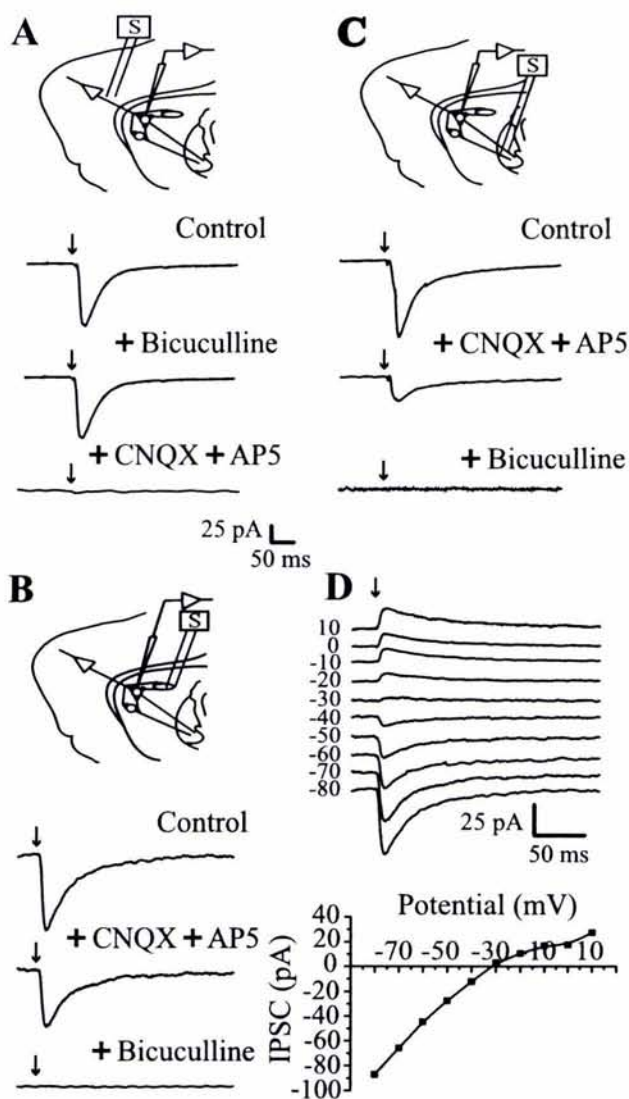 A
S
Control
+ Bicuculline
+ CNQX + AP5
25 pA
50 ms
C
S
Control
+ CNQX + AP5
+ Bicuculline
B
S
Control
+ CNQX + AP5
+ Bicuculline
D
10
0
-10
-20
-30
-40
-50
-60
-70
-80
25 pA
50 ms
Potential (mV)
-70 -50 -30 10 10
IPSC (pA)
40
20
0
-20
-40
-60
-80
-100